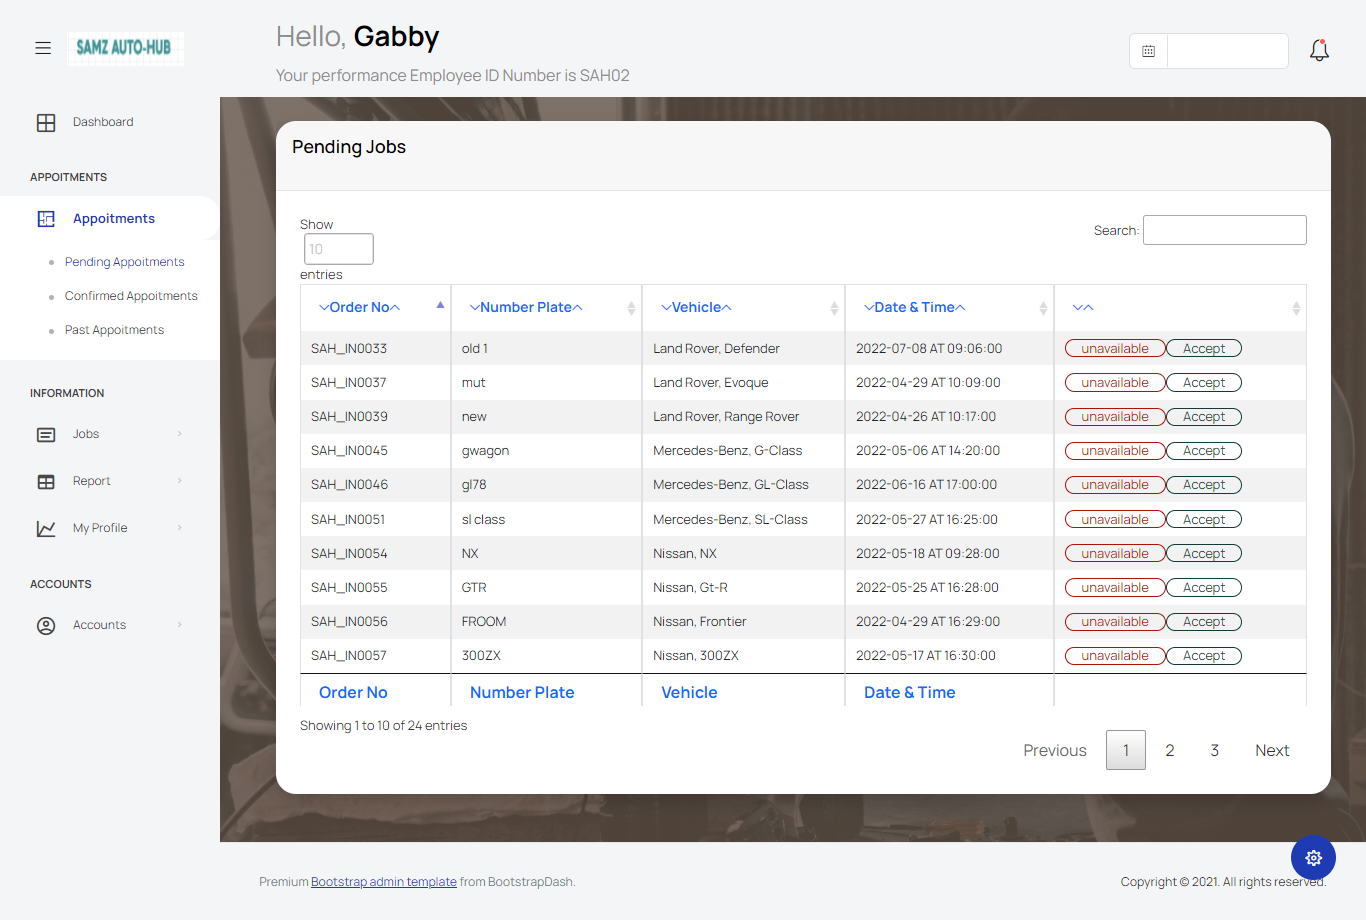 SAMZ AUTO-HUB
Hello, Gabby
Your performance Employee ID Number is SAH02
Dashboard
APPOITMENTS
Appoitments
Pending Appoitments
Confirmed Appoitments
Past Appoitments
INFORMATION
Jobs
Report
My Profile
ACCOUNTS
Accounts
Pending Jobs
Show
10
entries
Search:
Order No Number Plate Vehicle Date & Time
SAH_IN0033 old 1 Land Rover, Defender 2022-07-08 AT 09:06:00 unavailable Accept
SAH_IN0037 mut Land Rover, Evoque 2022-04-29 AT 10:09:00 unavailable Accept
SAH_IN0039 new Land Rover, Range Rover 2022-04-26 AT 10:17:00 unavailable Accept
SAH_IN0045 gwagon Mercedes-Benz, G-Class 2022-05-06 AT 14:20:00 unavailable Accept
SAH_IN0046 gl78 Mercedes-Benz, GL-Class 2022-06-16 AT 17:00:00 unavailable Accept
SAH_IN0051 sl class Mercedes-Benz, SL-Class 2022-05-27 AT 16:25:00 unavailable Accept
SAH_IN0054 NX Nissan, NX 2022-05-18 AT 09:28:00 unavailable Accept
SAH_IN0055 GTR Nissan, Gt-R 2022-05-25 AT 16:28:00 unavailable Accept
SAH_IN0056 FROOM Nissan, Frontier 2022-04-29 AT 16:29:00 unavailable Accept
SAH_IN0057 300ZX Nissan, 300ZX 2022-05-17 AT 16:30:00 unavailable Accept
Order No Number Plate Vehicle Date & Time
Showing 1 to 10 of 24 entries
Previous 1 2 3 Next
Premium Bootstrap admin template from BootstrapDash.
Copyright © 2021. All rights reserved.